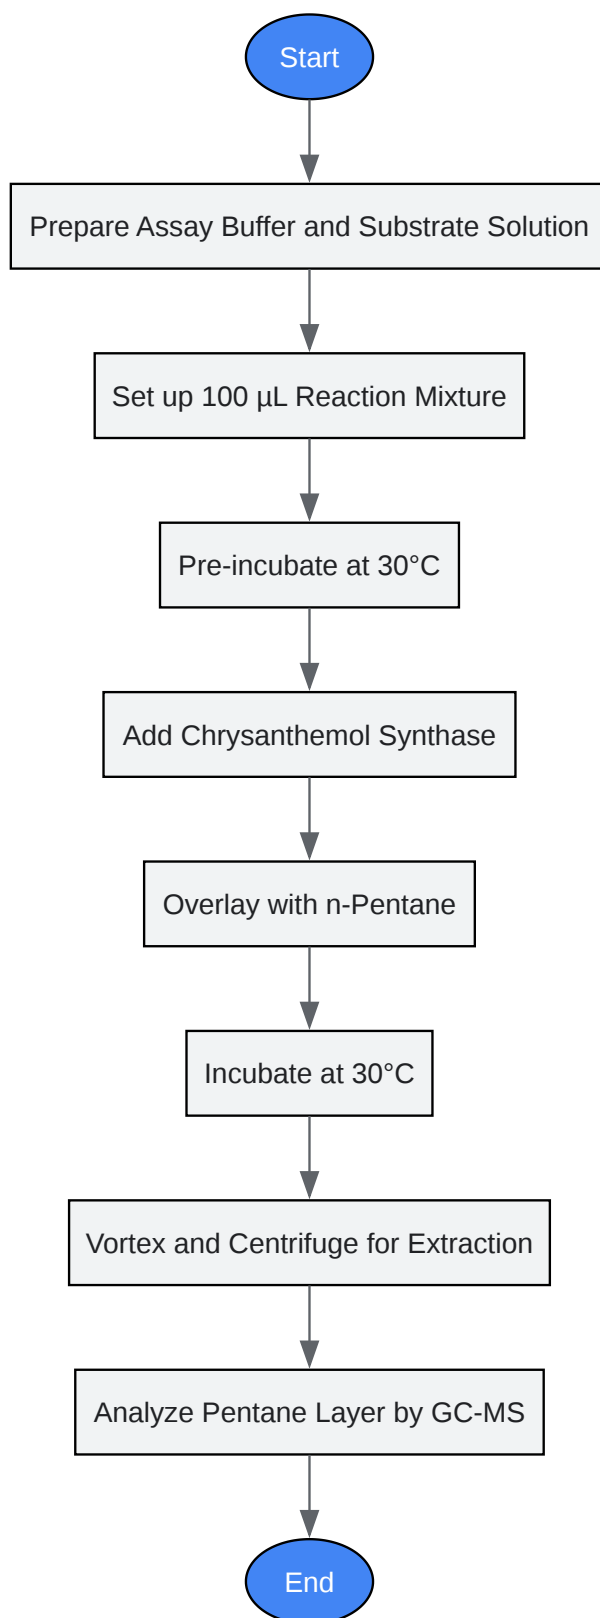 Start
Prepare Assay Buffer and Substrate Solution
Set up 100 µL Reaction Mixture
Pre-incubate at 30°C
Add Chrysanthemol Synthase
Overlay with n-Pentane
Incubate at 30°C
Vortex and Centrifuge for Extraction
Analyze Pentane Layer by GC-MS
End